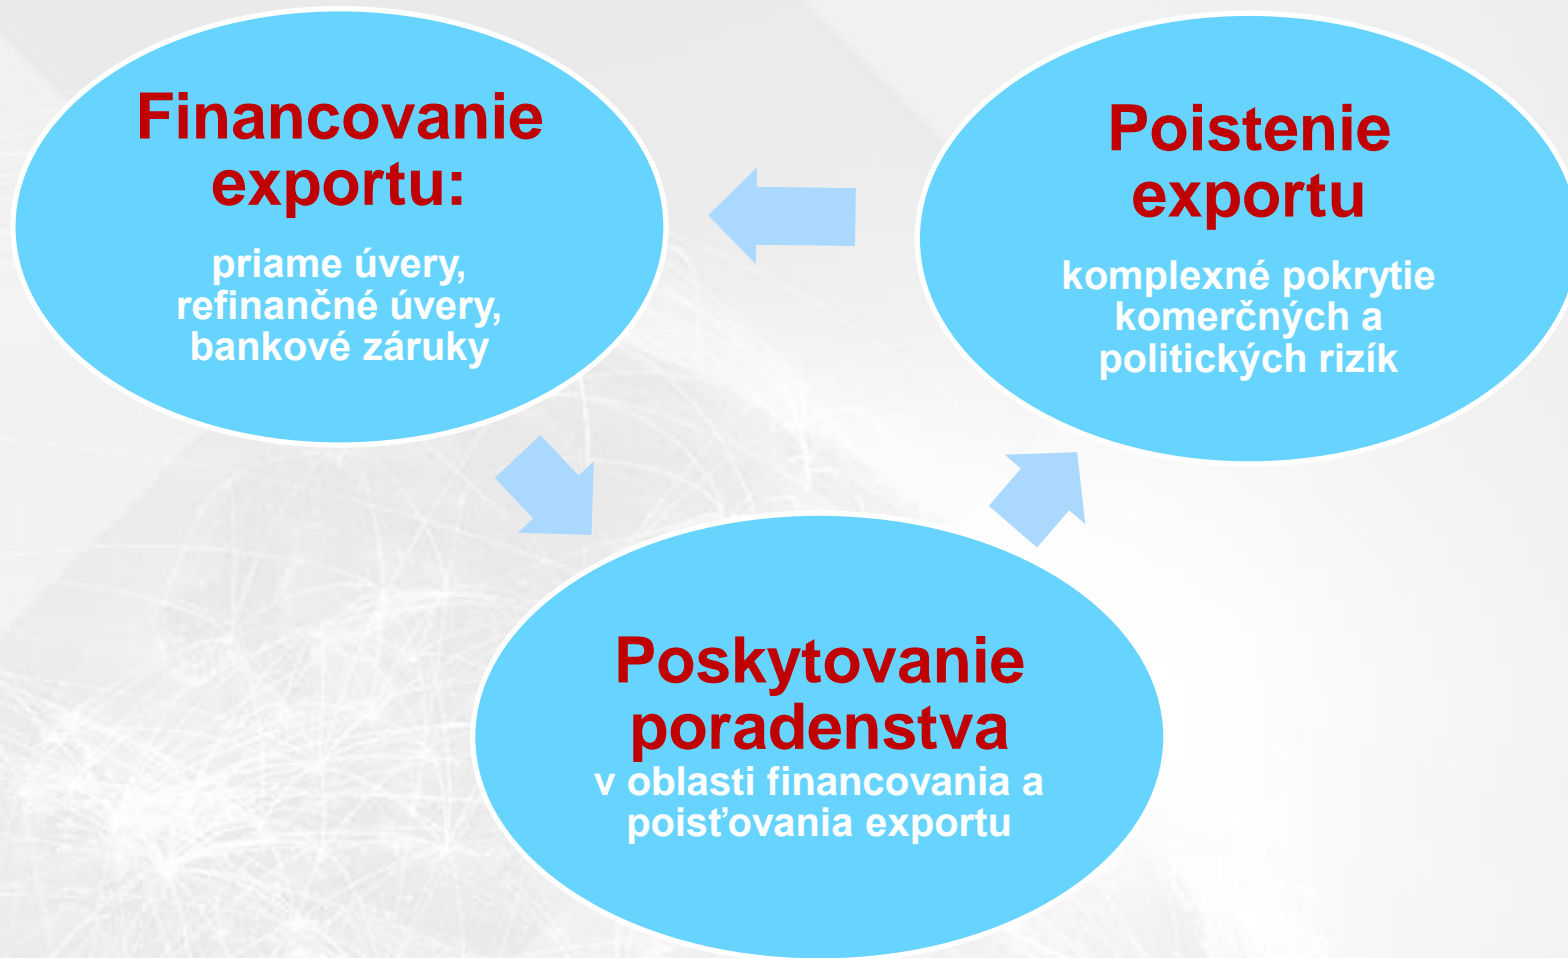 Financovanie
exportu:
priame úvery,
refinančné úvery,
bankové záruky
Poistenie
exportu
komplexné pokrytie
komerčných a
politických rizík
Poskytovanie
poradenstva
v oblasti financovania a
poisťovania exportu